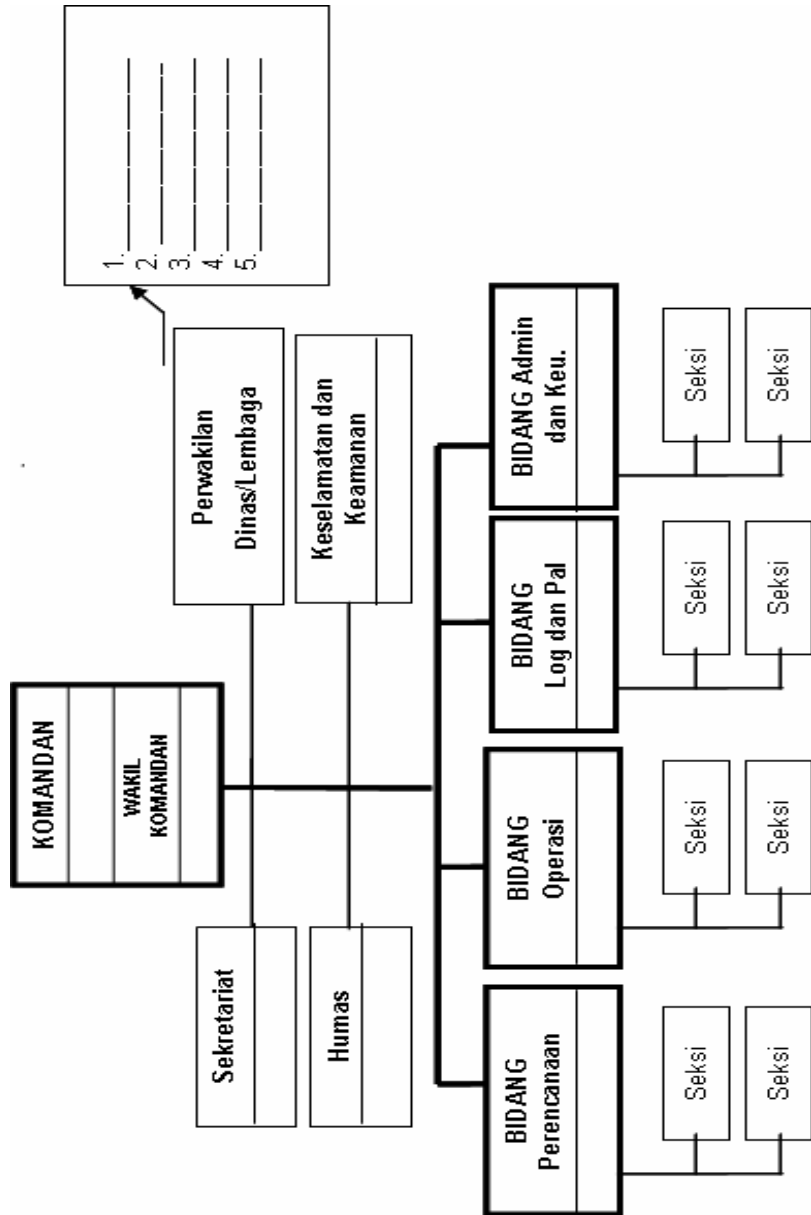 KOMANDAN
WAKIL
KOMANDAN
Sekretariat
Perwakilan
Dinas/Lembaga
1.
2.
3.
4.
5.
Humas
Keselamatan dan
Keamanan
BIDANG
Perencanaan
BIDANG
Operasi
BIDANG
Log dan Pal
BIDANG Admin
dan Keu.
Seksi
Seksi
Seksi
Seksi
Seksi
Seksi
Seksi
Seksi